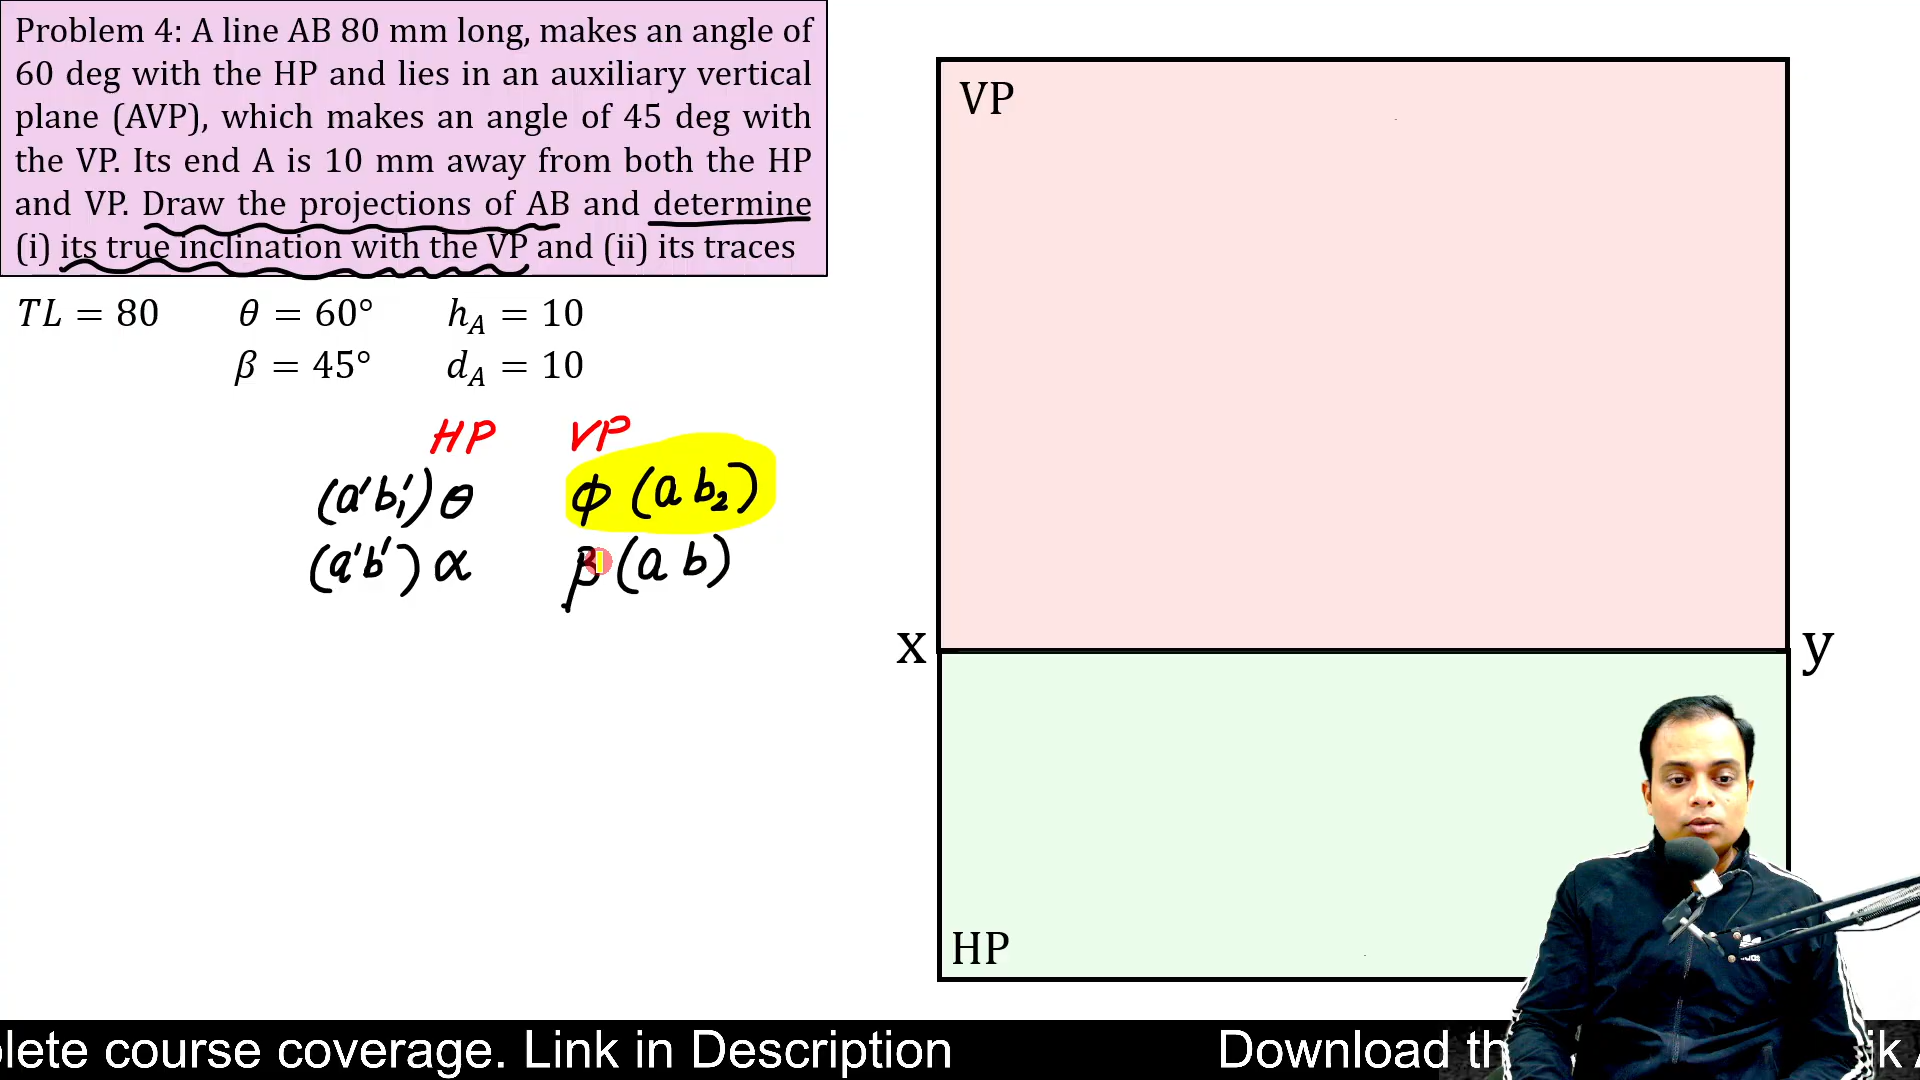 Problem 4: A line AB 80 mm long, makes an angle of
60 deg with the HP and lies in an auxiliary vertical
plane (AVP), which makes an angle of 45 deg with
the VP. Its end A is 10 mm away from both the HP
and VP. Draw the projections of AB and determine
(i) its true inclination with the VP and (ii) its traces
TL = 80 θ = 60° h_A = 10
β = 45° d_A = 10
HP VP
(a'b₁') θ ϕ (a b₂)
(a'b') α β (a b)
VP
x y
HP
lete course coverage. Link in Description Download th